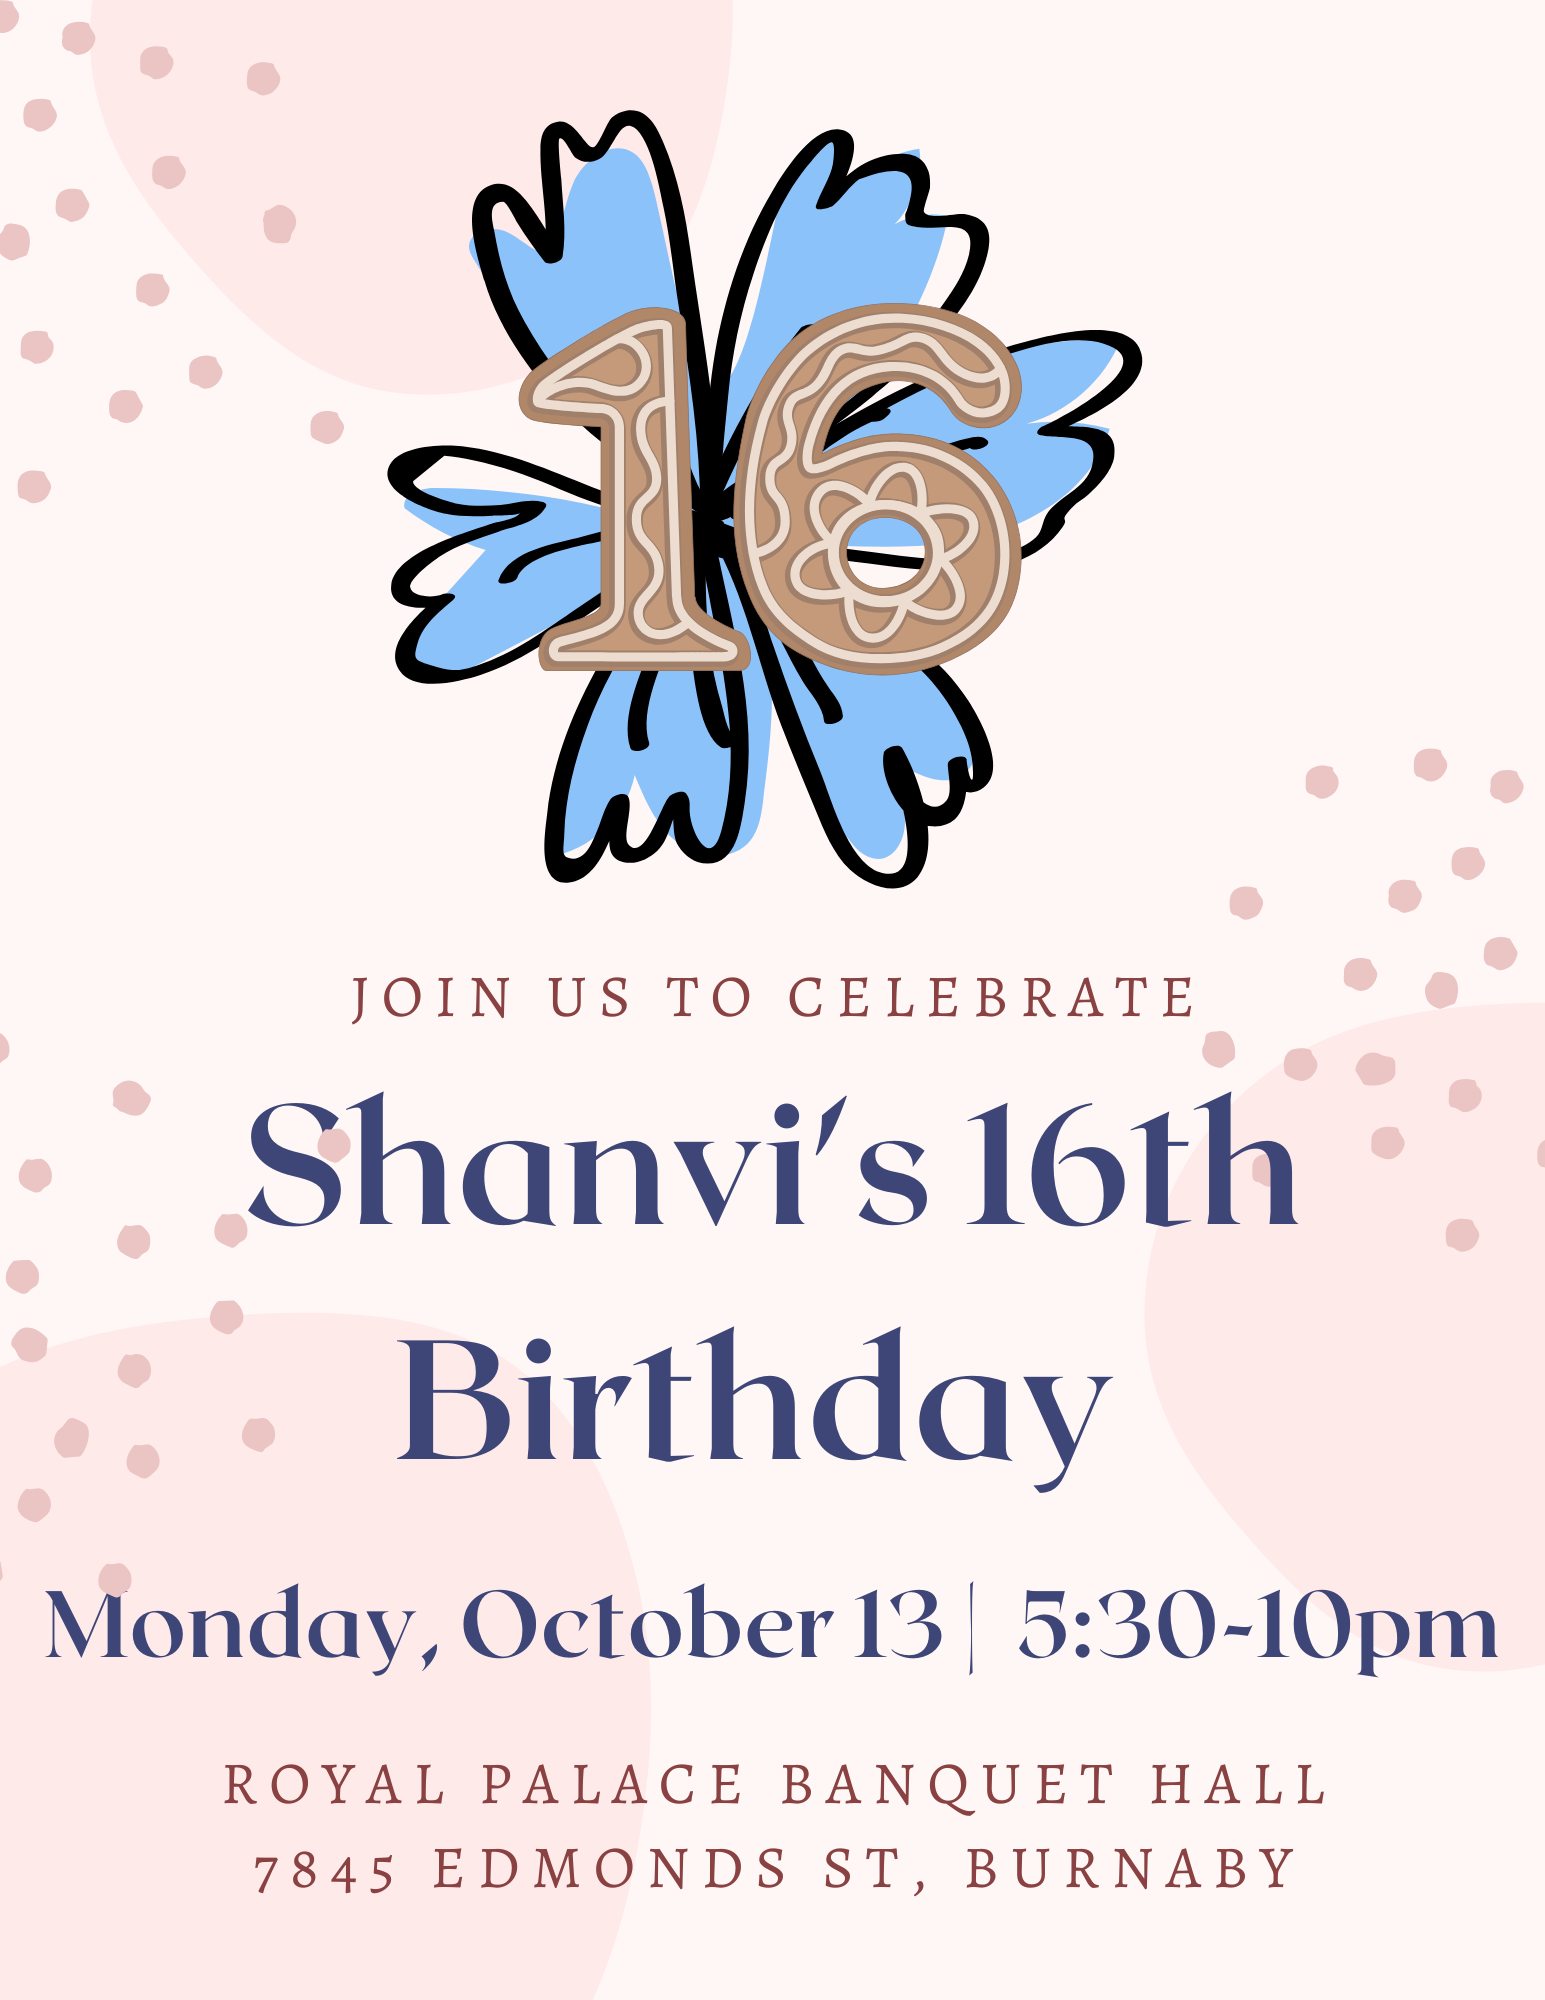 16
JOIN US TO CELEBRATE
Shanvi's 16th
Birthday
Monday, October 13 | 5:30-10pm
ROYAL PALACE BANQUET HALL
7845 EDMONDS ST, BURNABY